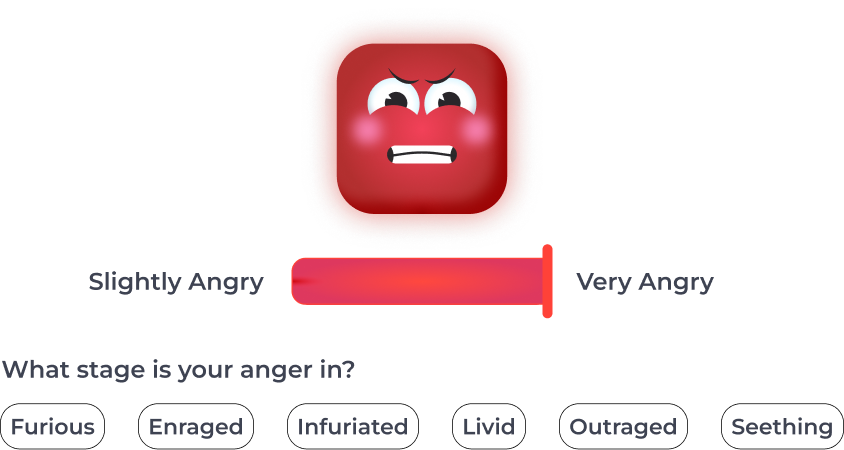 Slightly Angry Very Angry
What stage is your anger in?
Furious Enraged Infuriated Livid Outraged Seething